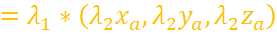 = λ₁ * (λ₂xₐ, λ₂yₐ, λ₂zₐ)